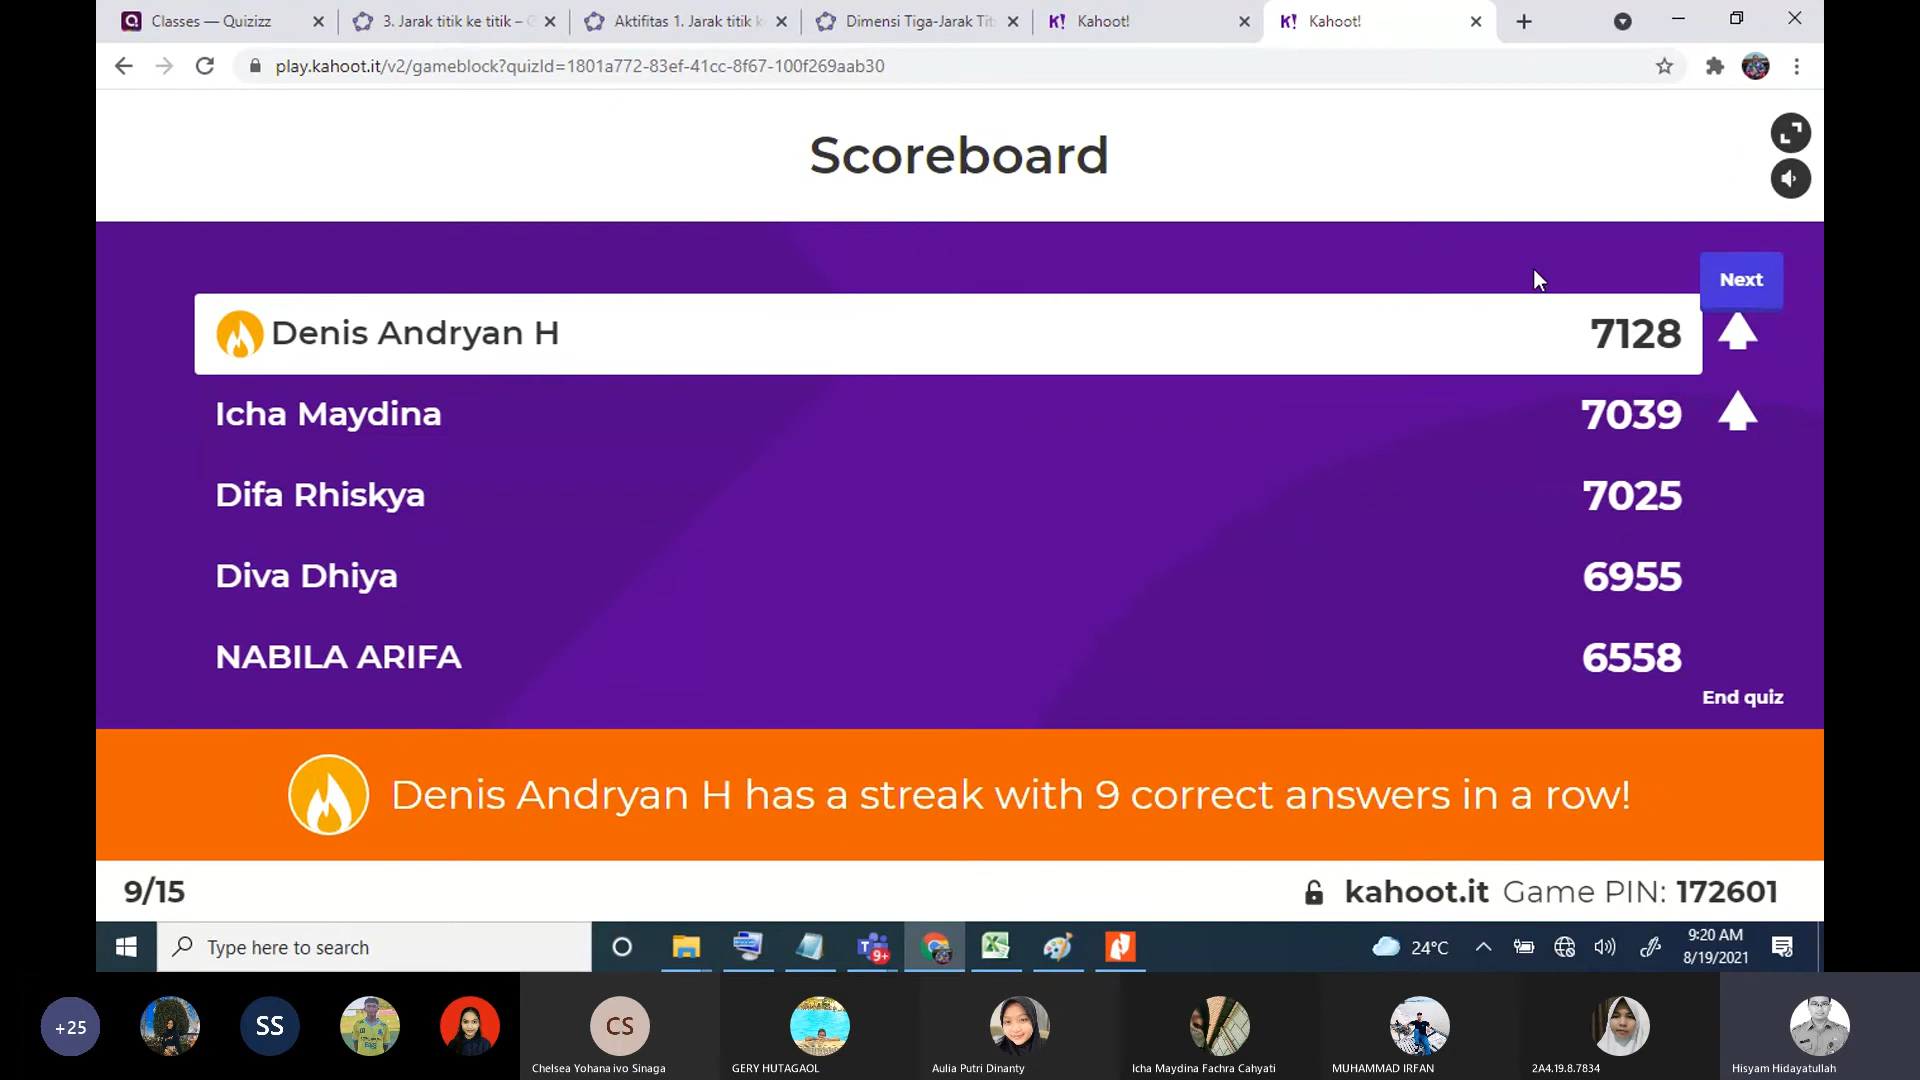 Classes — Quizizz
3. Jarak titik ke titik –
Aktifitas 1. Jarak titik k
Dimensi Tiga-Jarak Tit
K! Kahoot!
K! Kahoot!
play.kahoot.it/v2/gameblock?quizId=1801a772-83ef-41cc-8f67-100f269aab30
Scoreboard
Next
Denis Andryan H 7128
Icha Maydina 7039
Difa Rhiskya 7025
Diva Dhiya 6955
NABILA ARIFA 6558
End quiz
Denis Andryan H has a streak with 9 correct answers in a row!
9/15
kahoot.it Game PIN: 172601
Type here to search
9+
24°C
9:20 AM
8/19/2021
+25
SS
CS
Chelsea Yohana ivo Sinaga
GERY HUTAGAOL
Aulia Putri Dinanty
Icha Maydina Fachra Cahyati
MUHAMMAD IRFAN
2A4.19.8.7834
Hisyam Hidayatullah